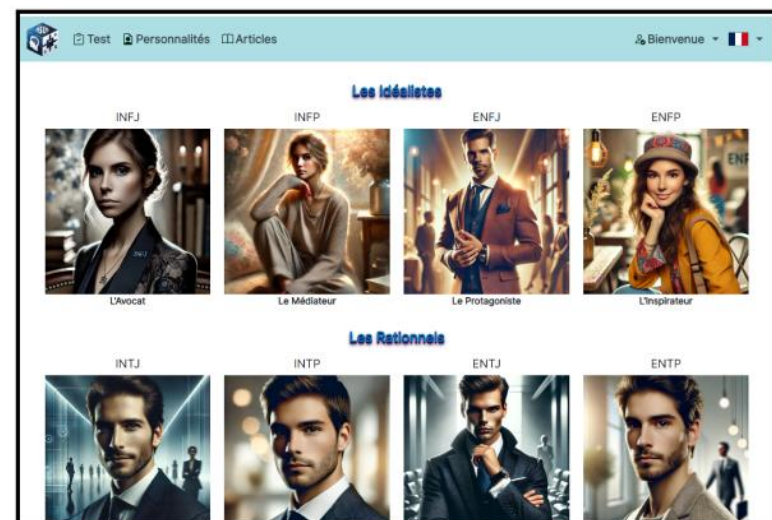 Test Personnalités Articles Bienvenue
Les Idéalistes
INFJ INFP ENFJ ENFP
L'Avocat Le Médiateur Le Protagoniste L'Inspirateur
Les Rationnels
INTJ INTP ENTJ ENTP